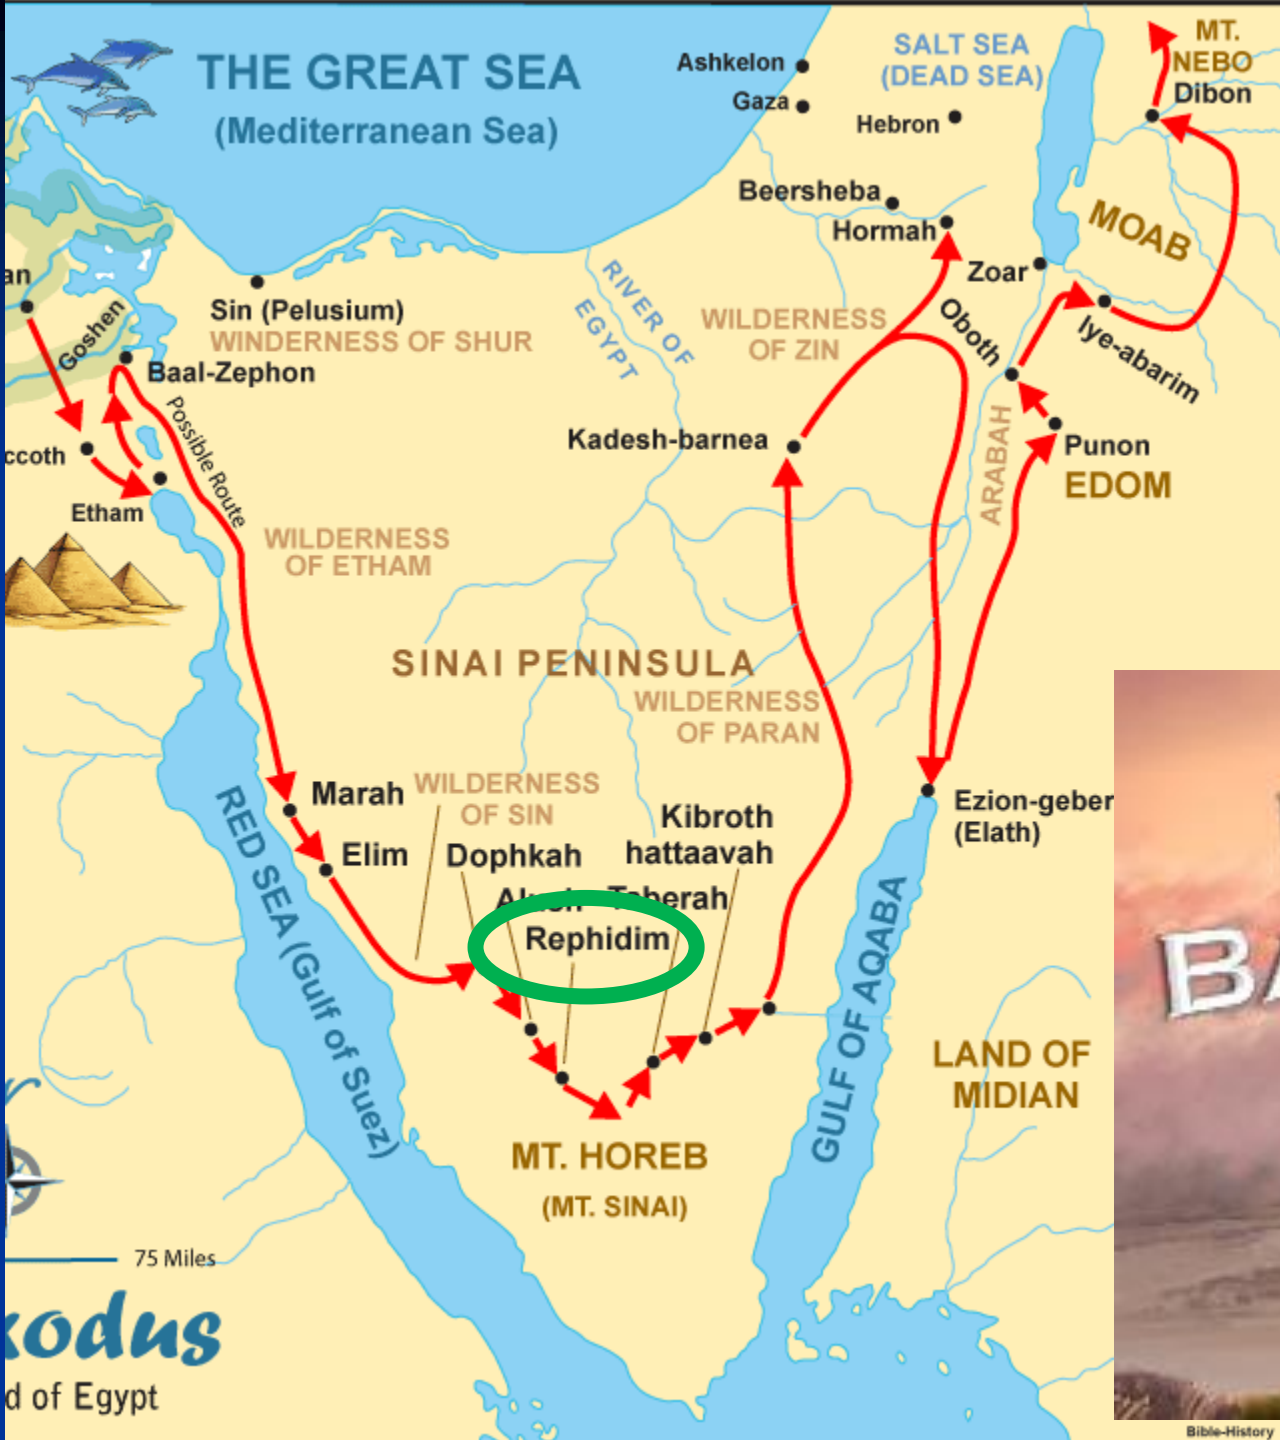 THE GREAT SEA
(Mediterranean Sea)
Ashkelon
Gaza
SALT SEA
(DEAD SEA)
Hebron
MT.
NEBO
Dibon
Beersheba
Hormah
MOAB
Zoar
an
Goshen
Sin (Pelusium)
WINDERNESS OF SHUR
RIVER OF
EGYPT
WILDERNESS
OF ZIN
Oboth
Iye-abarim
Baal-Zephon
Possible Route
ccoth
Etham
Kadesh-barnea
ARABAH
Punon
EDOM
WILDERNESS
OF ETHAM
SINAI PENINSULA
WILDERNESS
OF PARAN
Marah
WILDERNESS
OF SIN
Elim
Dophkah
Kibroth
hattaavah
Taberah
Rephidim
Ezion-geber
(Elath)
RED SEA (Gulf of Suez)
GULF OF AQABA
LAND OF
MIDIAN
MT. HOREB
(MT. SINAI)
75 Miles
xodus
d of Egypt
BA
Bible-History